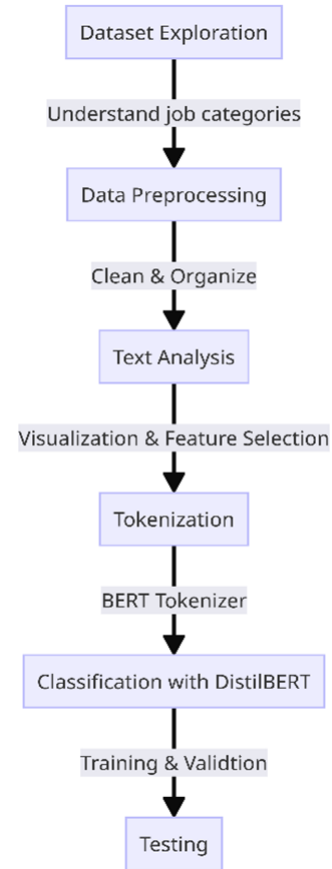 Dataset Exploration
Understand job categories
Data Preprocessing
Clean & Organize
Text Analysis
Visualization & Feature Selection
Tokenization
BERT Tokenizer
Classification with DistilBERT
Training & Validtion
Testing